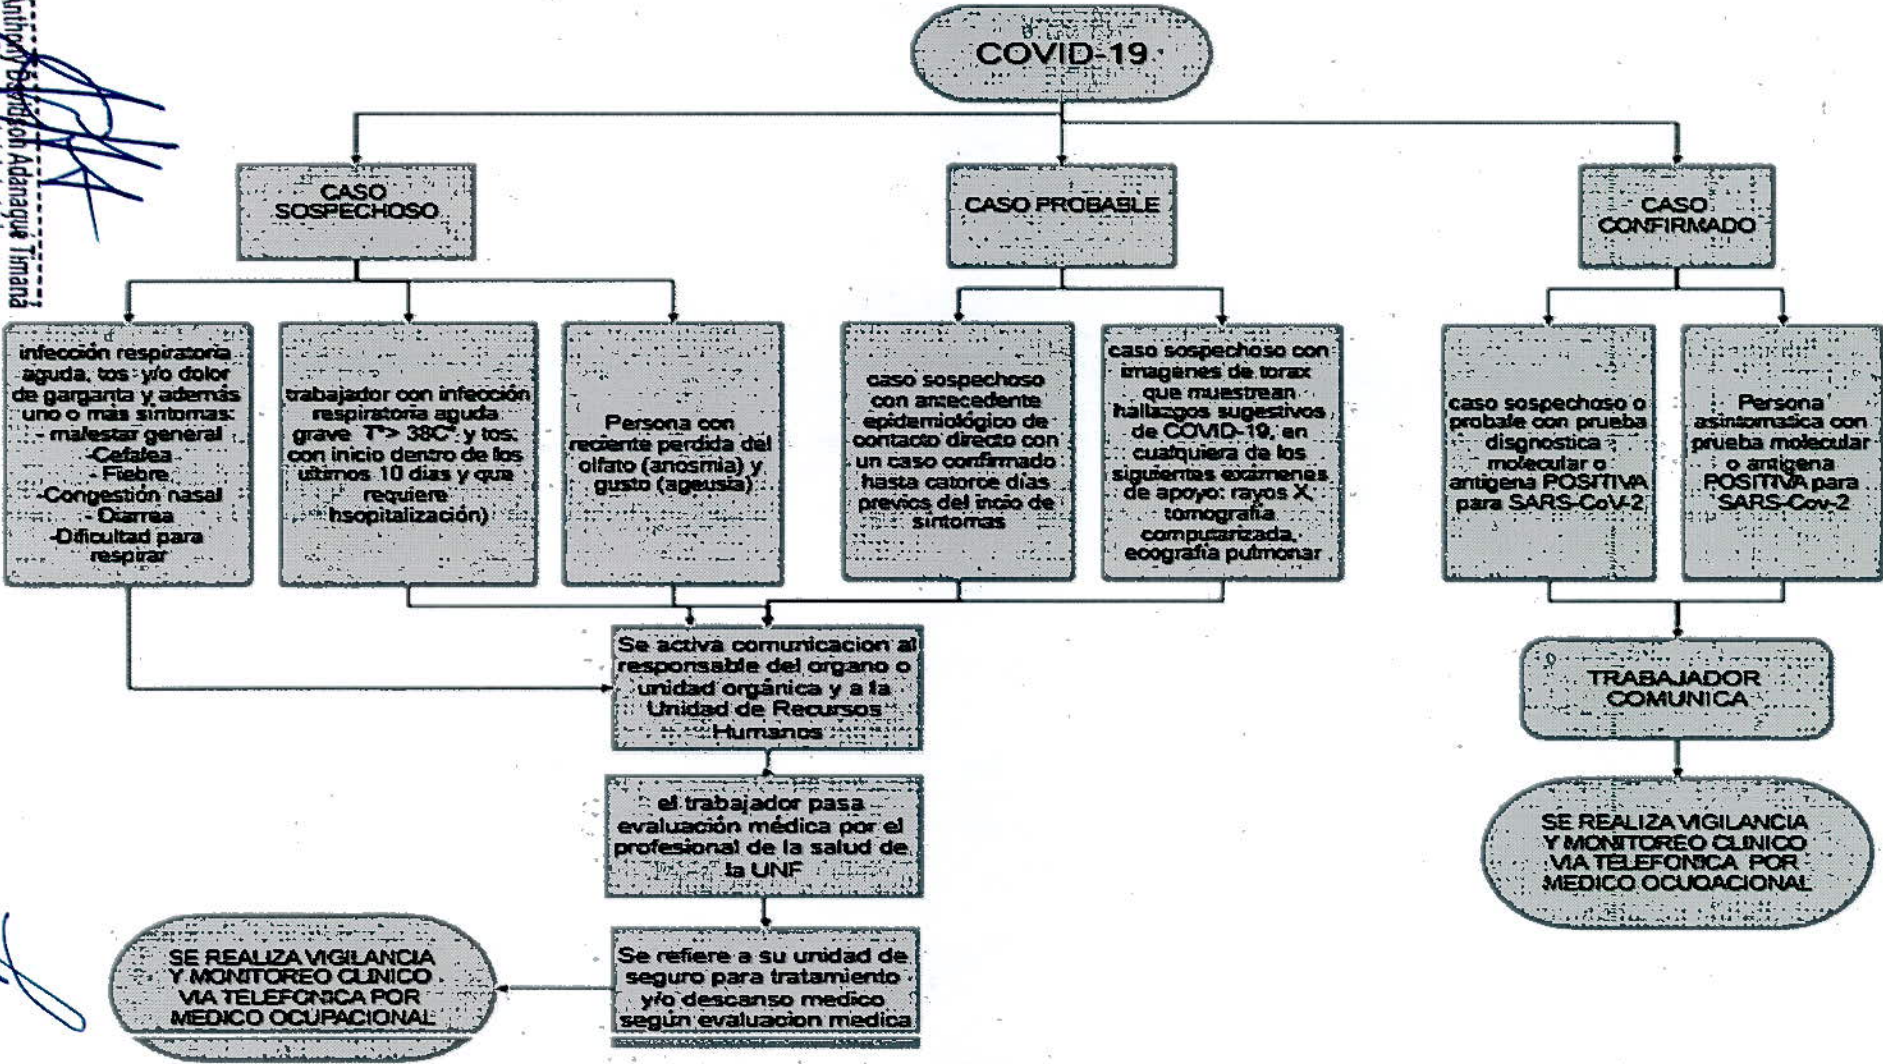 COVID-19
CASO
SOSPECHOSO
CASO PROBABLE
CASO
CONFIRMADO
infección respiratoria
aguda, tos y/o dolor
de garganta y además
uno o más sintomas:
- malestar general
-Cefalea
- Fiebre
-Congestión nasal
- Diarrea
-Dificultad para
respirar
trabajador con infección
respiratoria aguda
grave T°> 38C° y tos;
con inicio dentro de los
ultimos 10 dias y que
requiere
hsopitalización)
Persona con
reciente perdida del
olfato (anosmia) y
gusto (ageusia)
caso sospechoso
con antecedente
epidemiológico de
contacto directo con
un caso confirmado
hasta catorce días
previos del incio de
sintomas
caso sospechoso con
imagenes de torax
que muestrean
hallazgos sugestivos
de COVID-19, en
cualquiera de los
siguientes exámenes
de apoyo: rayos X,
tomografia
computarizada,
ecografia pulmonar
caso sospechoso o
probale con prueba
disgnostica
molecular o
antigena POSITIVA
para SARS-CoV-2
Persona
asintomatica con
prueba molecular
o antigena
POSITIVA para
SARS-Cov-2
Se activa comunicacion al
responsable del organo o
unidad orgánica y a la
Unidad de Recursos
Humanos
TRABAJADOR
COMUNICA
el trabajador pasa
evaluación médica por el
profesional de la salud de
la UNF
SE REALIZA VIGILANCIA
Y MONITOREO CLINICO
VIA TELEFONICA POR
MEDICO OCUOACIONAL
Se refiere a su unidad de
seguro para tratamiento
y/o descanso medico
según evaluacion medica
SE REALIZA VIGILANCIA
Y MONITOREO CLINICO
VIA TELEFONICA POR
MEDICO OCUPACIONAL
Anthony Davidson Adanaque Timana